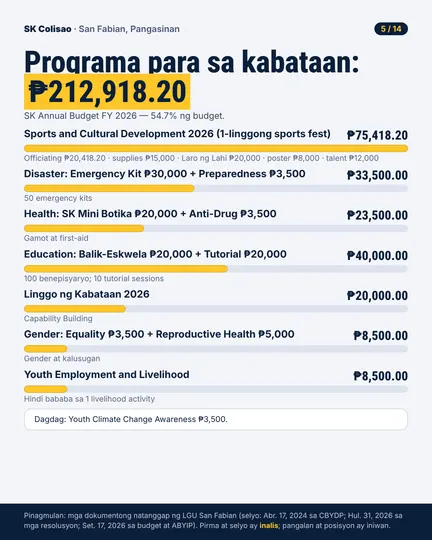 SK Colisao · San Fabian, Pangasinan
5 / 14
Programa para sa kabataan:
₱212,918.20
SK Annual Budget FY 2026 — 54.7% ng budget.
Sports and Cultural Development 2026 (1-linggong sports fest) ₱75,418.20
Officiating ₱20,418.20 · supplies ₱15,000 · Laro ng Lahi ₱20,000 · poster ₱8,000 · talent ₱12,000
Disaster: Emergency Kit ₱30,000 + Preparedness ₱3,500 ₱33,500.00
50 emergency kits
Health: SK Mini Botika ₱20,000 + Anti-Drug ₱3,500 ₱23,500.00
Gamot at first-aid
Education: Balik-Eskwela ₱20,000 + Tutorial ₱20,000 ₱40,000.00
100 benepisyaryo; 10 tutorial sessions
Linggo ng Kabataan 2026 ₱20,000.00
Capability Building
Gender: Equality ₱3,500 + Reproductive Health ₱5,000 ₱8,500.00
Gender at kalusugan
Youth Employment and Livelihood ₱8,500.00
Hindi bababa sa 1 livelihood activity
Dagdag: Youth Climate Change Awareness ₱3,500.
Pinagmulan: mga dokumentong natanggap ng LGU San Fabian (selyo: Abr. 17, 2024 sa CBYDP; Hul. 31, 2026 sa
mga resolusyon; Set. 17, 2026 sa budget at ABYIP). Pirma at selyo ay inalis; pangalan at posisyon ay iniwan.